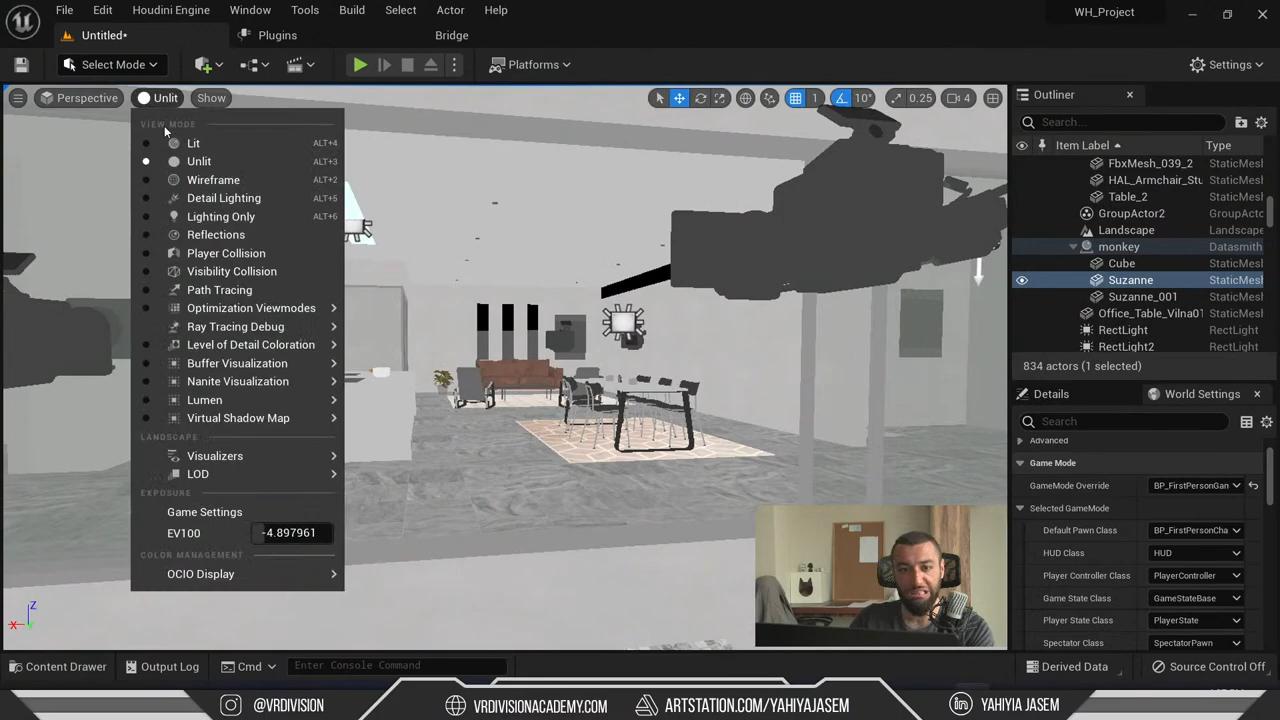 File Edit Houdini Engine Window Tools Build Select Actor Help
WH_Project
Untitled* Plugins Bridge
Select Mode Platforms Settings
Perspective Unlit Show 1 10° 0.25 4
VIEW MODE
Lit ALT+4
Unlit ALT+3
Wireframe ALT+2
Detail Lighting ALT+5
Lighting Only ALT+6
Reflections
Player Collision
Visibility Collision
Path Tracing
Optimization Viewmodes
Ray Tracing Debug
Level of Detail Coloration
Buffer Visualization
Nanite Visualization
Lumen
Virtual Shadow Map
LANDSCAPE
Visualizers
LOD
EXPOSURE
Game Settings
EV100 -4.897961
COLOR MANAGEMENT
OCIO Display
Z
X Y
Outliner
Search...
Item Label Type
FbxMesh_039_2 StaticMesh
HAL_Armchair_Stu StaticMesh
Table_2 StaticMesh
GroupActor2 GroupActor
Landscape Landscape
monkey Datasmith
Cube StaticMesh
Suzanne StaticMesh
Suzanne_001 StaticMesh
Office_Table_Vilna01 StaticMesh
RectLight RectLight
RectLight2 RectLight
834 actors (1 selected)
Details World Settings
Search
Advanced
Game Mode
GameMode Override BP_FirstPersonGan
Selected GameMode
Default Pawn Class BP_FirstPersonCha
HUD Class HUD
Player Controller Class PlayerController
Game State Class GameStateBase
Player State Class PlayerState
Spectator Class SpectatorPawn
Content Drawer Output Log Cmd Enter Console Command Derived Data Source Control Off
@VRDIVISION VRDIVISIONACADEMY.COM ARTSTATION.COM/YAHIYAJASEM YAHIYIA JASEM